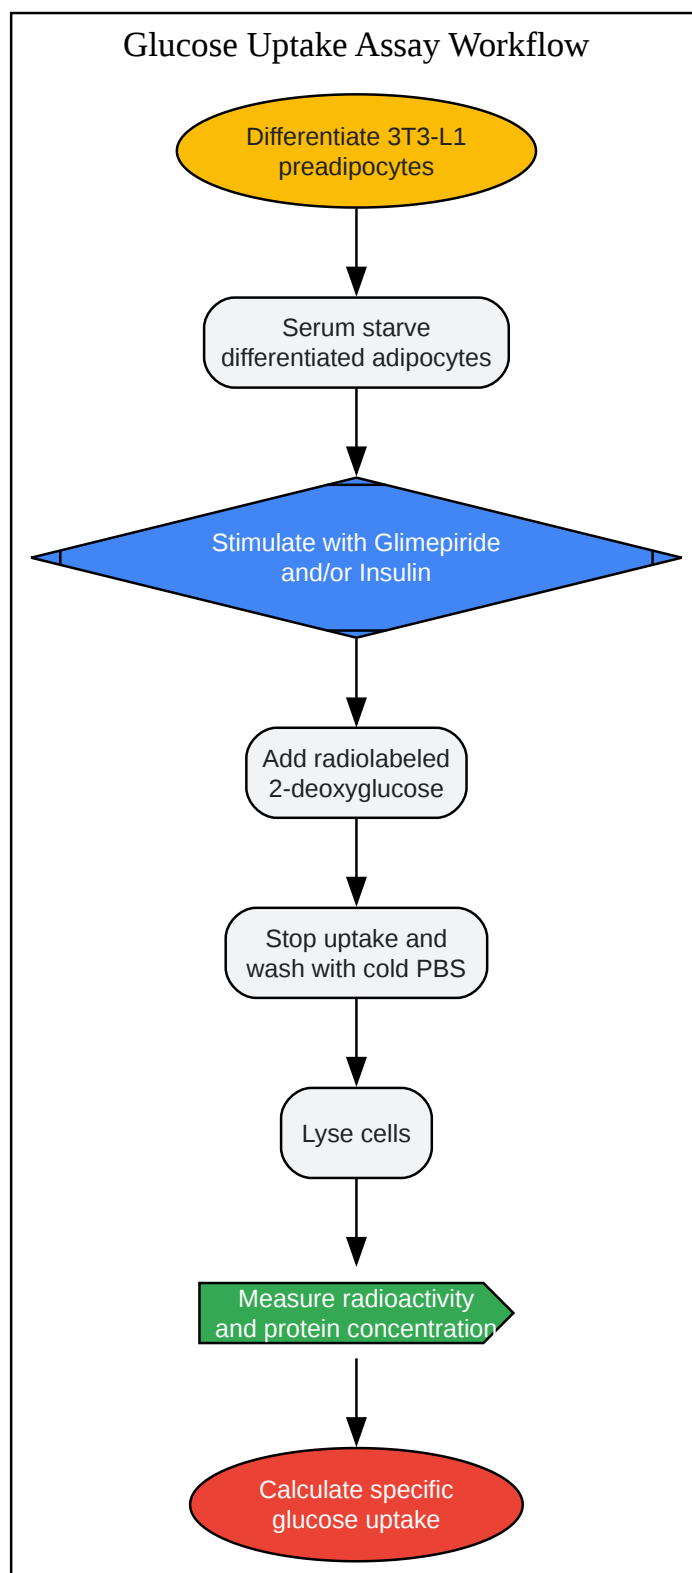 Glucose Uptake Assay Workflow
Differentiate 3T3-L1
preadipocytes
Serum starve
differentiated adipocytes
Stimulate with Glimepiride
and/or Insulin
Add radiolabeled
2-deoxyglucose
Stop uptake and
wash with cold PBS
Lyse cells
Measure radioactivity
and protein concentration
Calculate specific
glucose uptake